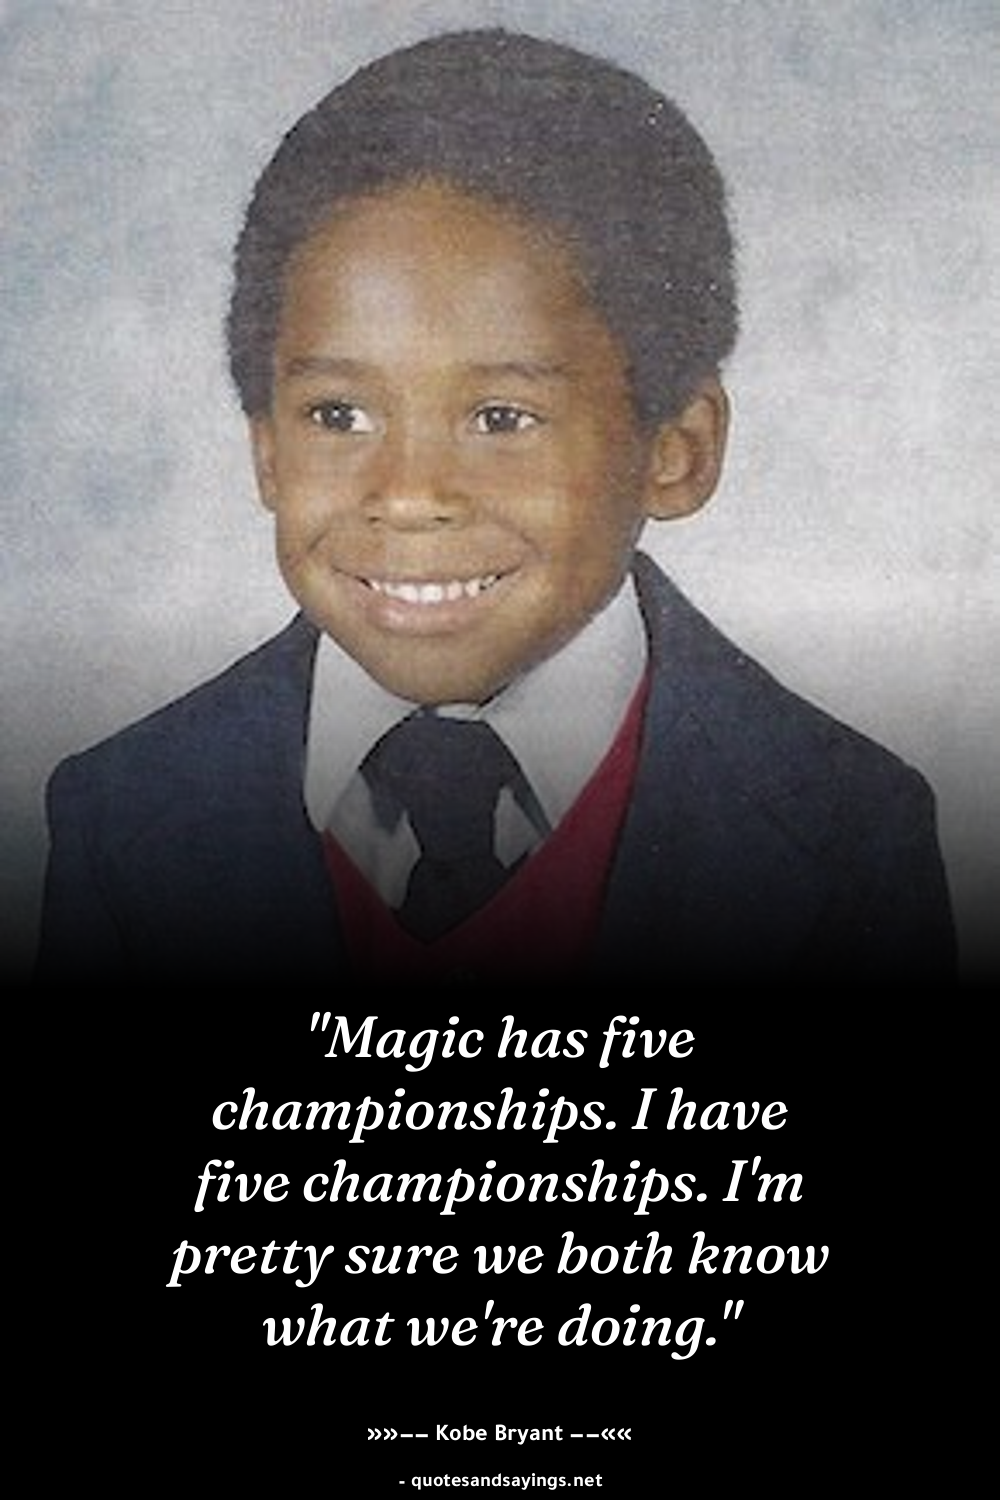 "Magic has five
championships. I have
five championships. I'm
pretty sure we both know
what we're doing."
»»−− Kobe Bryant −−««
- quotesandsayings.net